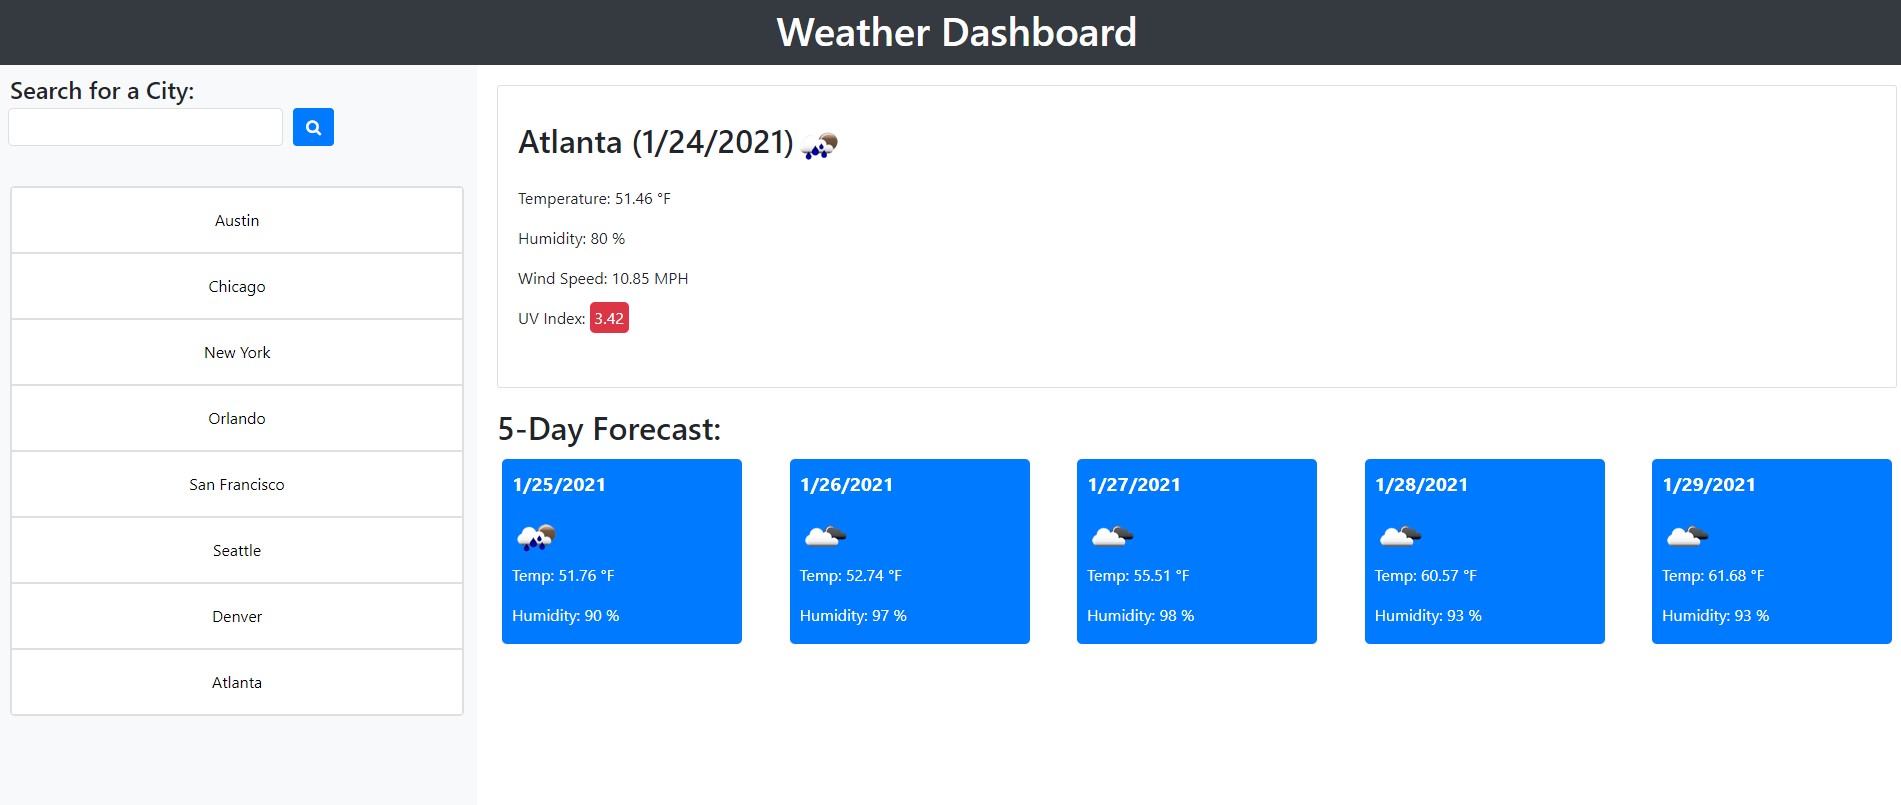 Weather Dashboard
Search for a City:
Austin
Chicago
New York
Orlando
San Francisco
Seattle
Denver
Atlanta
Atlanta (1/24/2021)
Temperature: 51.46 °F
Humidity: 80 %
Wind Speed: 10.85 MPH
UV Index: 3.42
5-Day Forecast:
1/25/2021
Temp: 51.76 °F
Humidity: 90 %
1/26/2021
Temp: 52.74 °F
Humidity: 97 %
1/27/2021
Temp: 55.51 °F
Humidity: 98 %
1/28/2021
Temp: 60.57 °F
Humidity: 93 %
1/29/2021
Temp: 61.68 °F
Humidity: 93 %